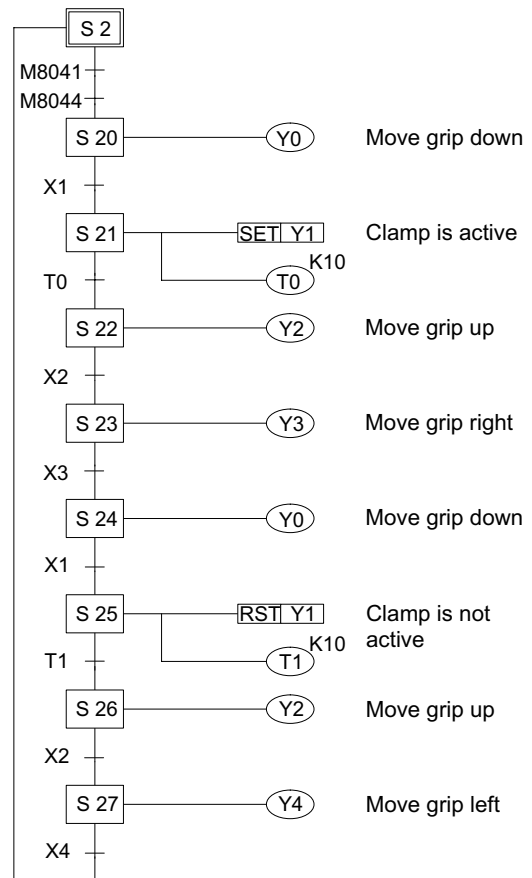 S 2
M8041
M8044
S 20 Y0 Move grip down
X1
S 21 SET Y1 Clamp is active
K10
T0 T0
S 22 Y2 Move grip up
X2
S 23 Y3 Move grip right
X3
S 24 Y0 Move grip down
X1
S 25 RST Y1 Clamp is not
active
K10
T1 T1
S 26 Y2 Move grip up
X2
S 27 Y4 Move grip left
X4